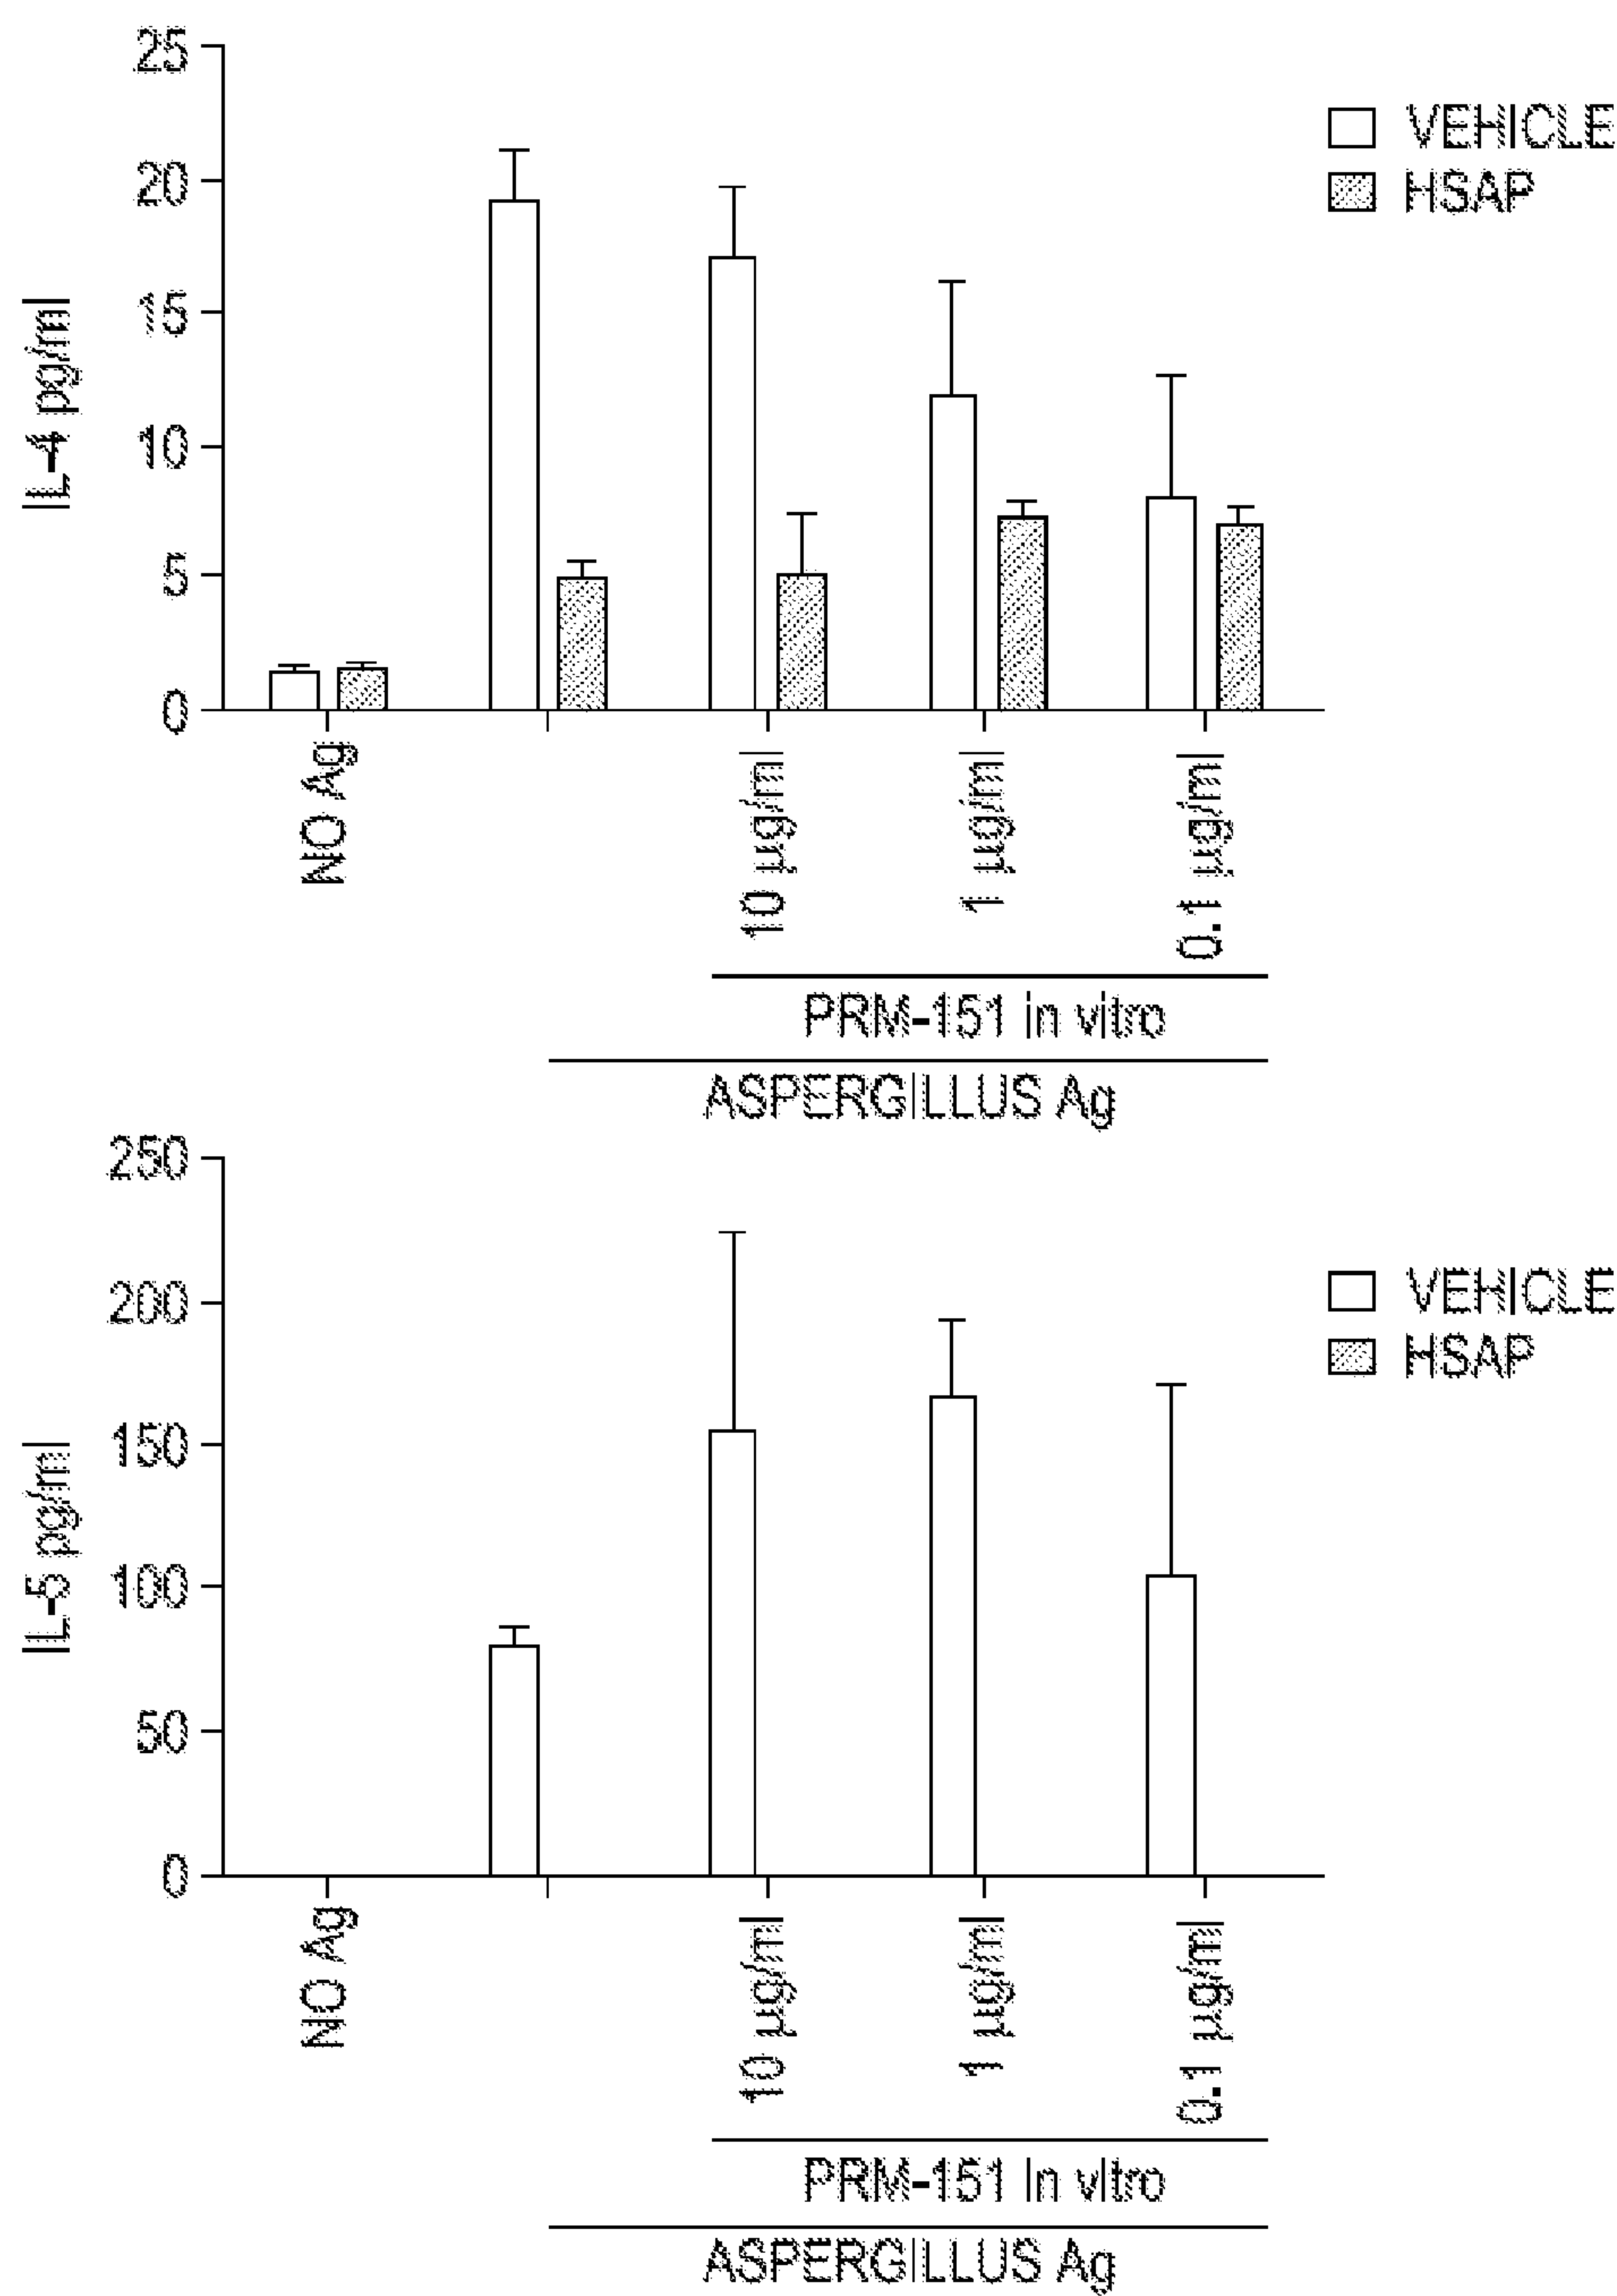 25
20
15
10
5
0
IL-4 pg/ml
VEHICLE
HSAP
NO Ag
10 µg/ml
1 µg/ml
0.1 µg/ml
PRM-151 in vitro
ASPERGILLUS Ag
250
200
150
100
50
0
IL-5 pg/ml
VEHICLE
HSAP
NO Ag
10 µg/ml
1 µg/ml
0.1 µg/ml
PRM-151 In vitro
ASPERGILLUS Ag